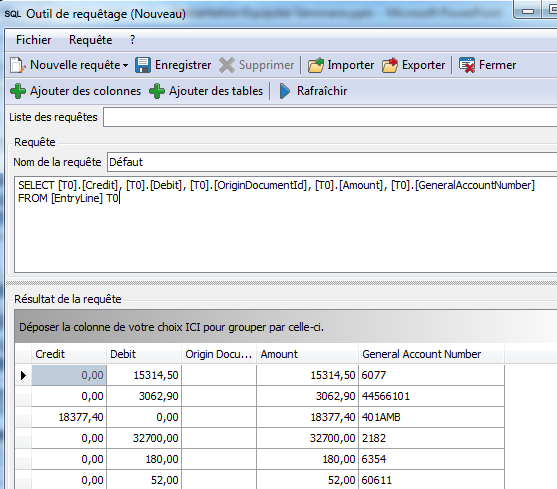 SQL Outil de requêtage (Nouveau)
Fichier Requête ?
Nouvelle requête Enregistrer Supprimer Importer Exporter Fermer
Ajouter des colonnes Ajouter des tables Rafraîchir
Liste des requêtes
Requête
Nom de la requête Défaut
SELECT [T0].[Credit], [T0].[Debit], [T0].[OriginDocumentId], [T0].[Amount], [T0].[GeneralAccountNumber]
FROM [EntryLine] T0
Résultat de la requête
Déposer la colonne de votre choix ICI pour grouper par celle-ci.
Credit Debit Origin Docu... Amount General Account Number
0,00 15314,50 15314,50 6077
0,00 3062,90 3062,90 44566101
18377,40 0,00 18377,40 401AMB
0,00 32700,00 32700,00 2182
0,00 180,00 180,00 6354
0,00 52,00 52,00 60611